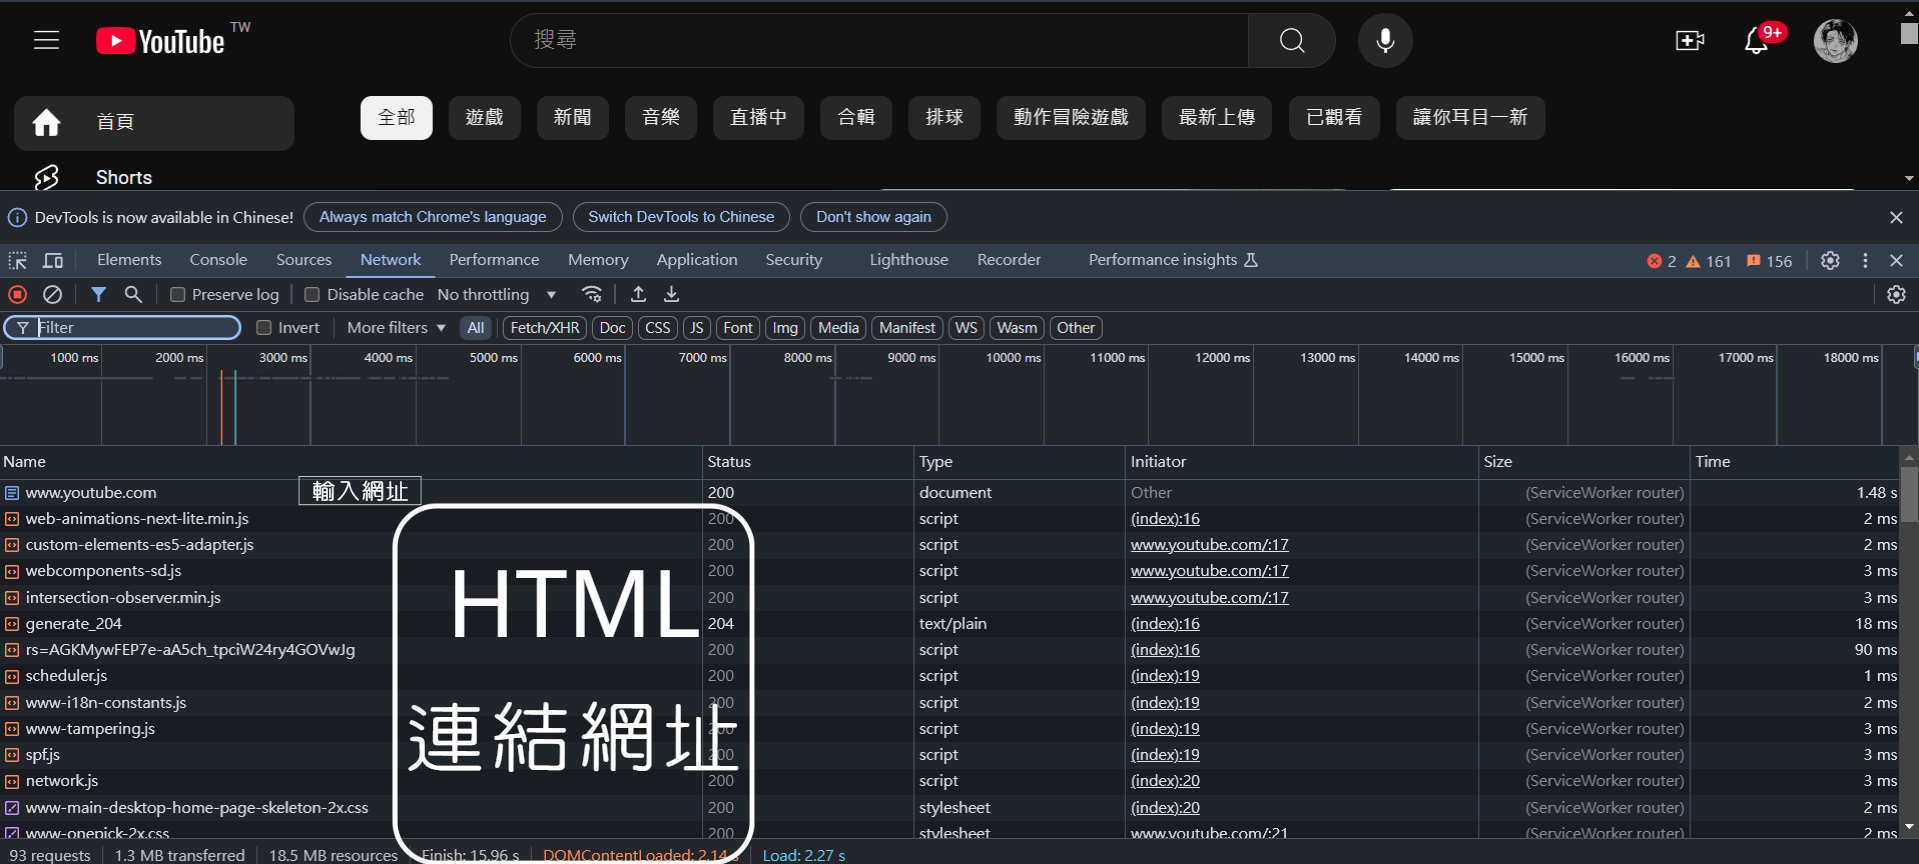 YouTube TW
搜尋
9+
首頁
全部 遊戲 新聞 音樂 直播中 合輯 排球 動作冒險遊戲 最新上傳 已觀看 讓你耳目一新
Shorts
DevTools is now available in Chinese! Always match Chrome's language Switch DevTools to Chinese Don't show again
Elements Console Sources Network Performance Memory Application Security Lighthouse Recorder Performance insights 2 161 156
Preserve log Disable cache No throttling
Filter Invert More filters All Fetch/XHR Doc CSS JS Font Img Media Manifest WS Wasm Other
1000 ms 2000 ms 3000 ms 4000 ms 5000 ms 6000 ms 7000 ms 8000 ms 9000 ms 10000 ms 11000 ms 12000 ms 13000 ms 14000 ms 15000 ms 16000 ms 17000 ms 18000 ms
Name Status Type Initiator Size Time
www.youtube.com 輸入網址 200 document Other (ServiceWorker router) 1.48 s
web-animations-next-lite.min.js 200 script (index):16 (ServiceWorker router) 2 ms
custom-elements-es5-adapter.js 200 script www.youtube.com/:17 (ServiceWorker router) 2 ms
webcomponents-sd.js 200 script www.youtube.com/:17 (ServiceWorker router) 3 ms
intersection-observer.min.js 200 script www.youtube.com/:17 (ServiceWorker router) 3 ms
HTML
generate_204 204 text/plain (index):16 (ServiceWorker router) 18 ms
rs=AGKMywFEP7e-aA5ch_tpciW24ry4GOVwJg 200 script (index):16 (ServiceWorker router) 90 ms
scheduler.js 200 script (index):19 (ServiceWorker router) 1 ms
www-i18n-constants.js 200 script (index):19 (ServiceWorker router) 2 ms
www-tampering.js 200 script (index):19 (ServiceWorker router) 3 ms
連結網址
spf.js 200 script (index):19 (ServiceWorker router) 3 ms
network.js 200 script (index):20 (ServiceWorker router) 3 ms
www-main-desktop-home-page-skeleton-2x.css 200 stylesheet (index):20 (ServiceWorker router) 2 ms
www-onepick-2x.css 200 stylesheet www.youtube.com/:21 (ServiceWorker router) 2 ms
93 requests 1.3 MB transferred 18.5 MB resources Finish: 15.96 s DOMContentLoaded: 2.14 s Load: 2.27 s